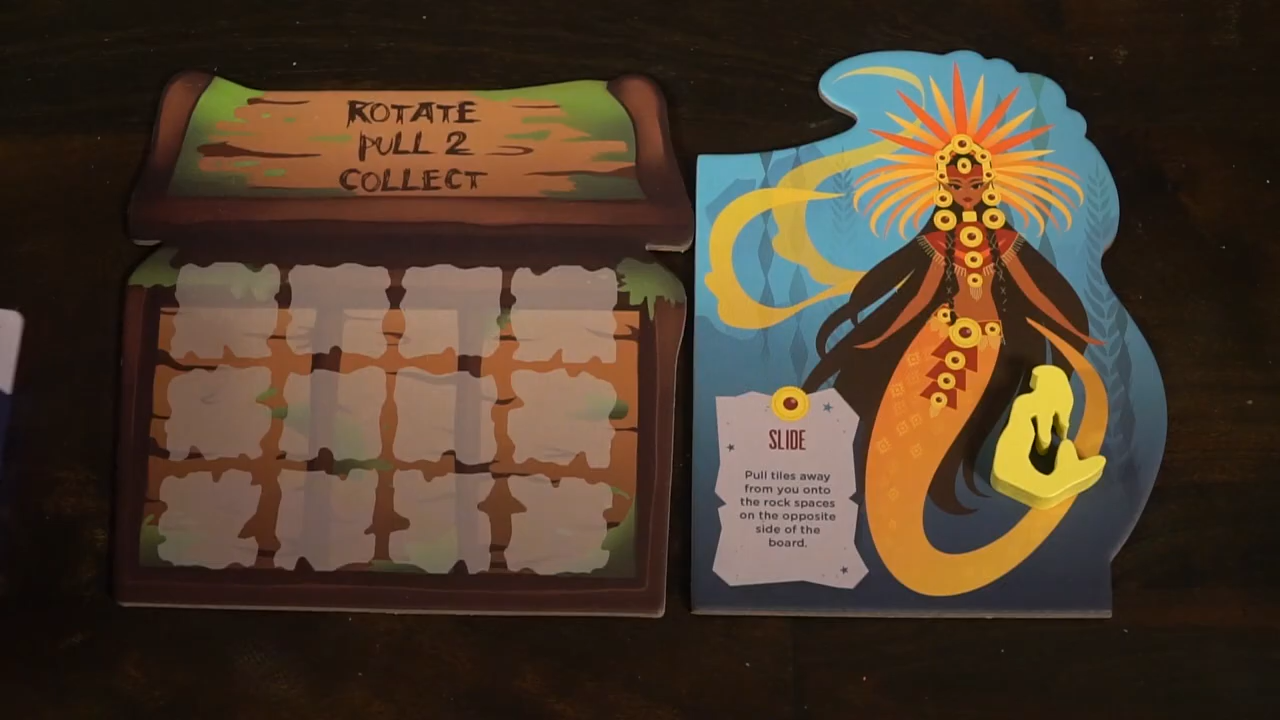 ROTATE
PULL 2
COLLECT
SLIDE
Pull tiles away
from you onto
the rock spaces
on the opposite
side of the
board.